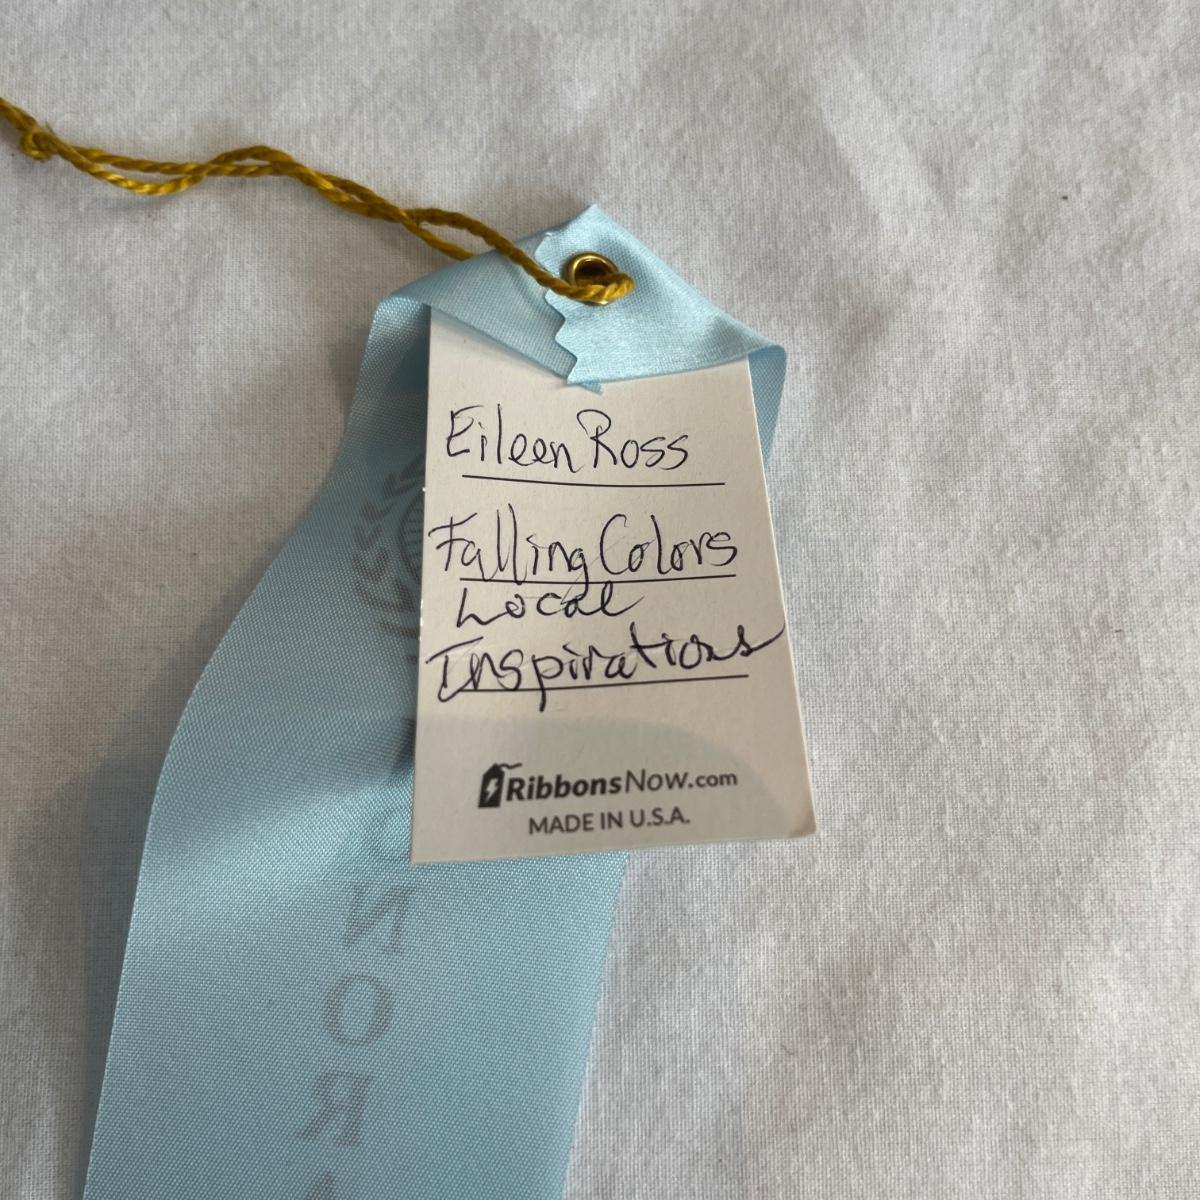 Eileen Ross
Falling Colors
Local
Inspirations
RibbonsNow.com
MADE IN U.S.A.